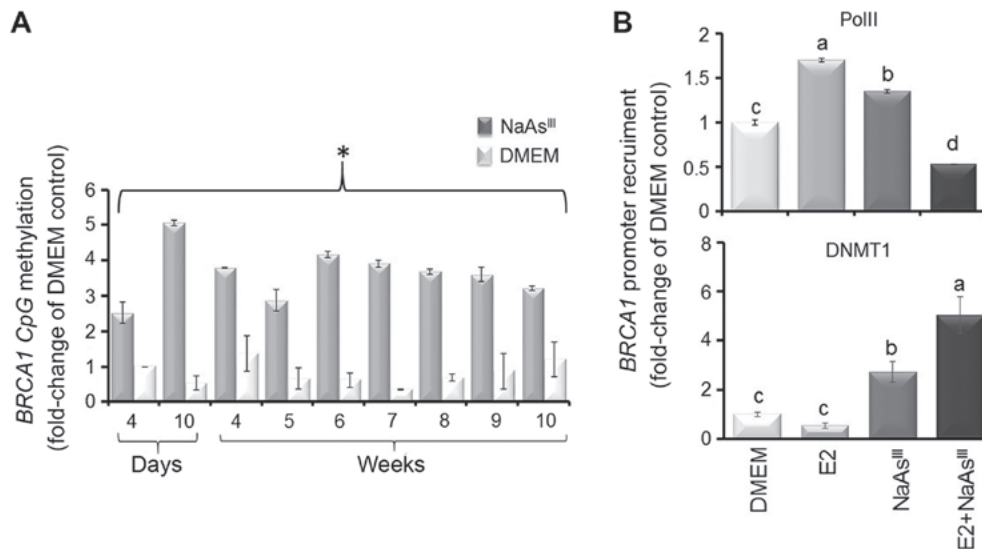 A
BRCA1 CpG methylation
(fold-change of DMEM control)
NaAsᴵᴵᴵ
DMEM
*
6
5
4
3
2
1
0
4 10 4 5 6 7 8 9 10
Days Weeks
B
BRCA1 promoter recruiment
(fold-change of DMEM control)
PolII
2
1.5
1
0.5
0
c a b d
DNMT1
8
6
4
2
0
c c b a
DMEM
E2
NaAsᴵᴵᴵ
E2+NaAsᴵᴵᴵ